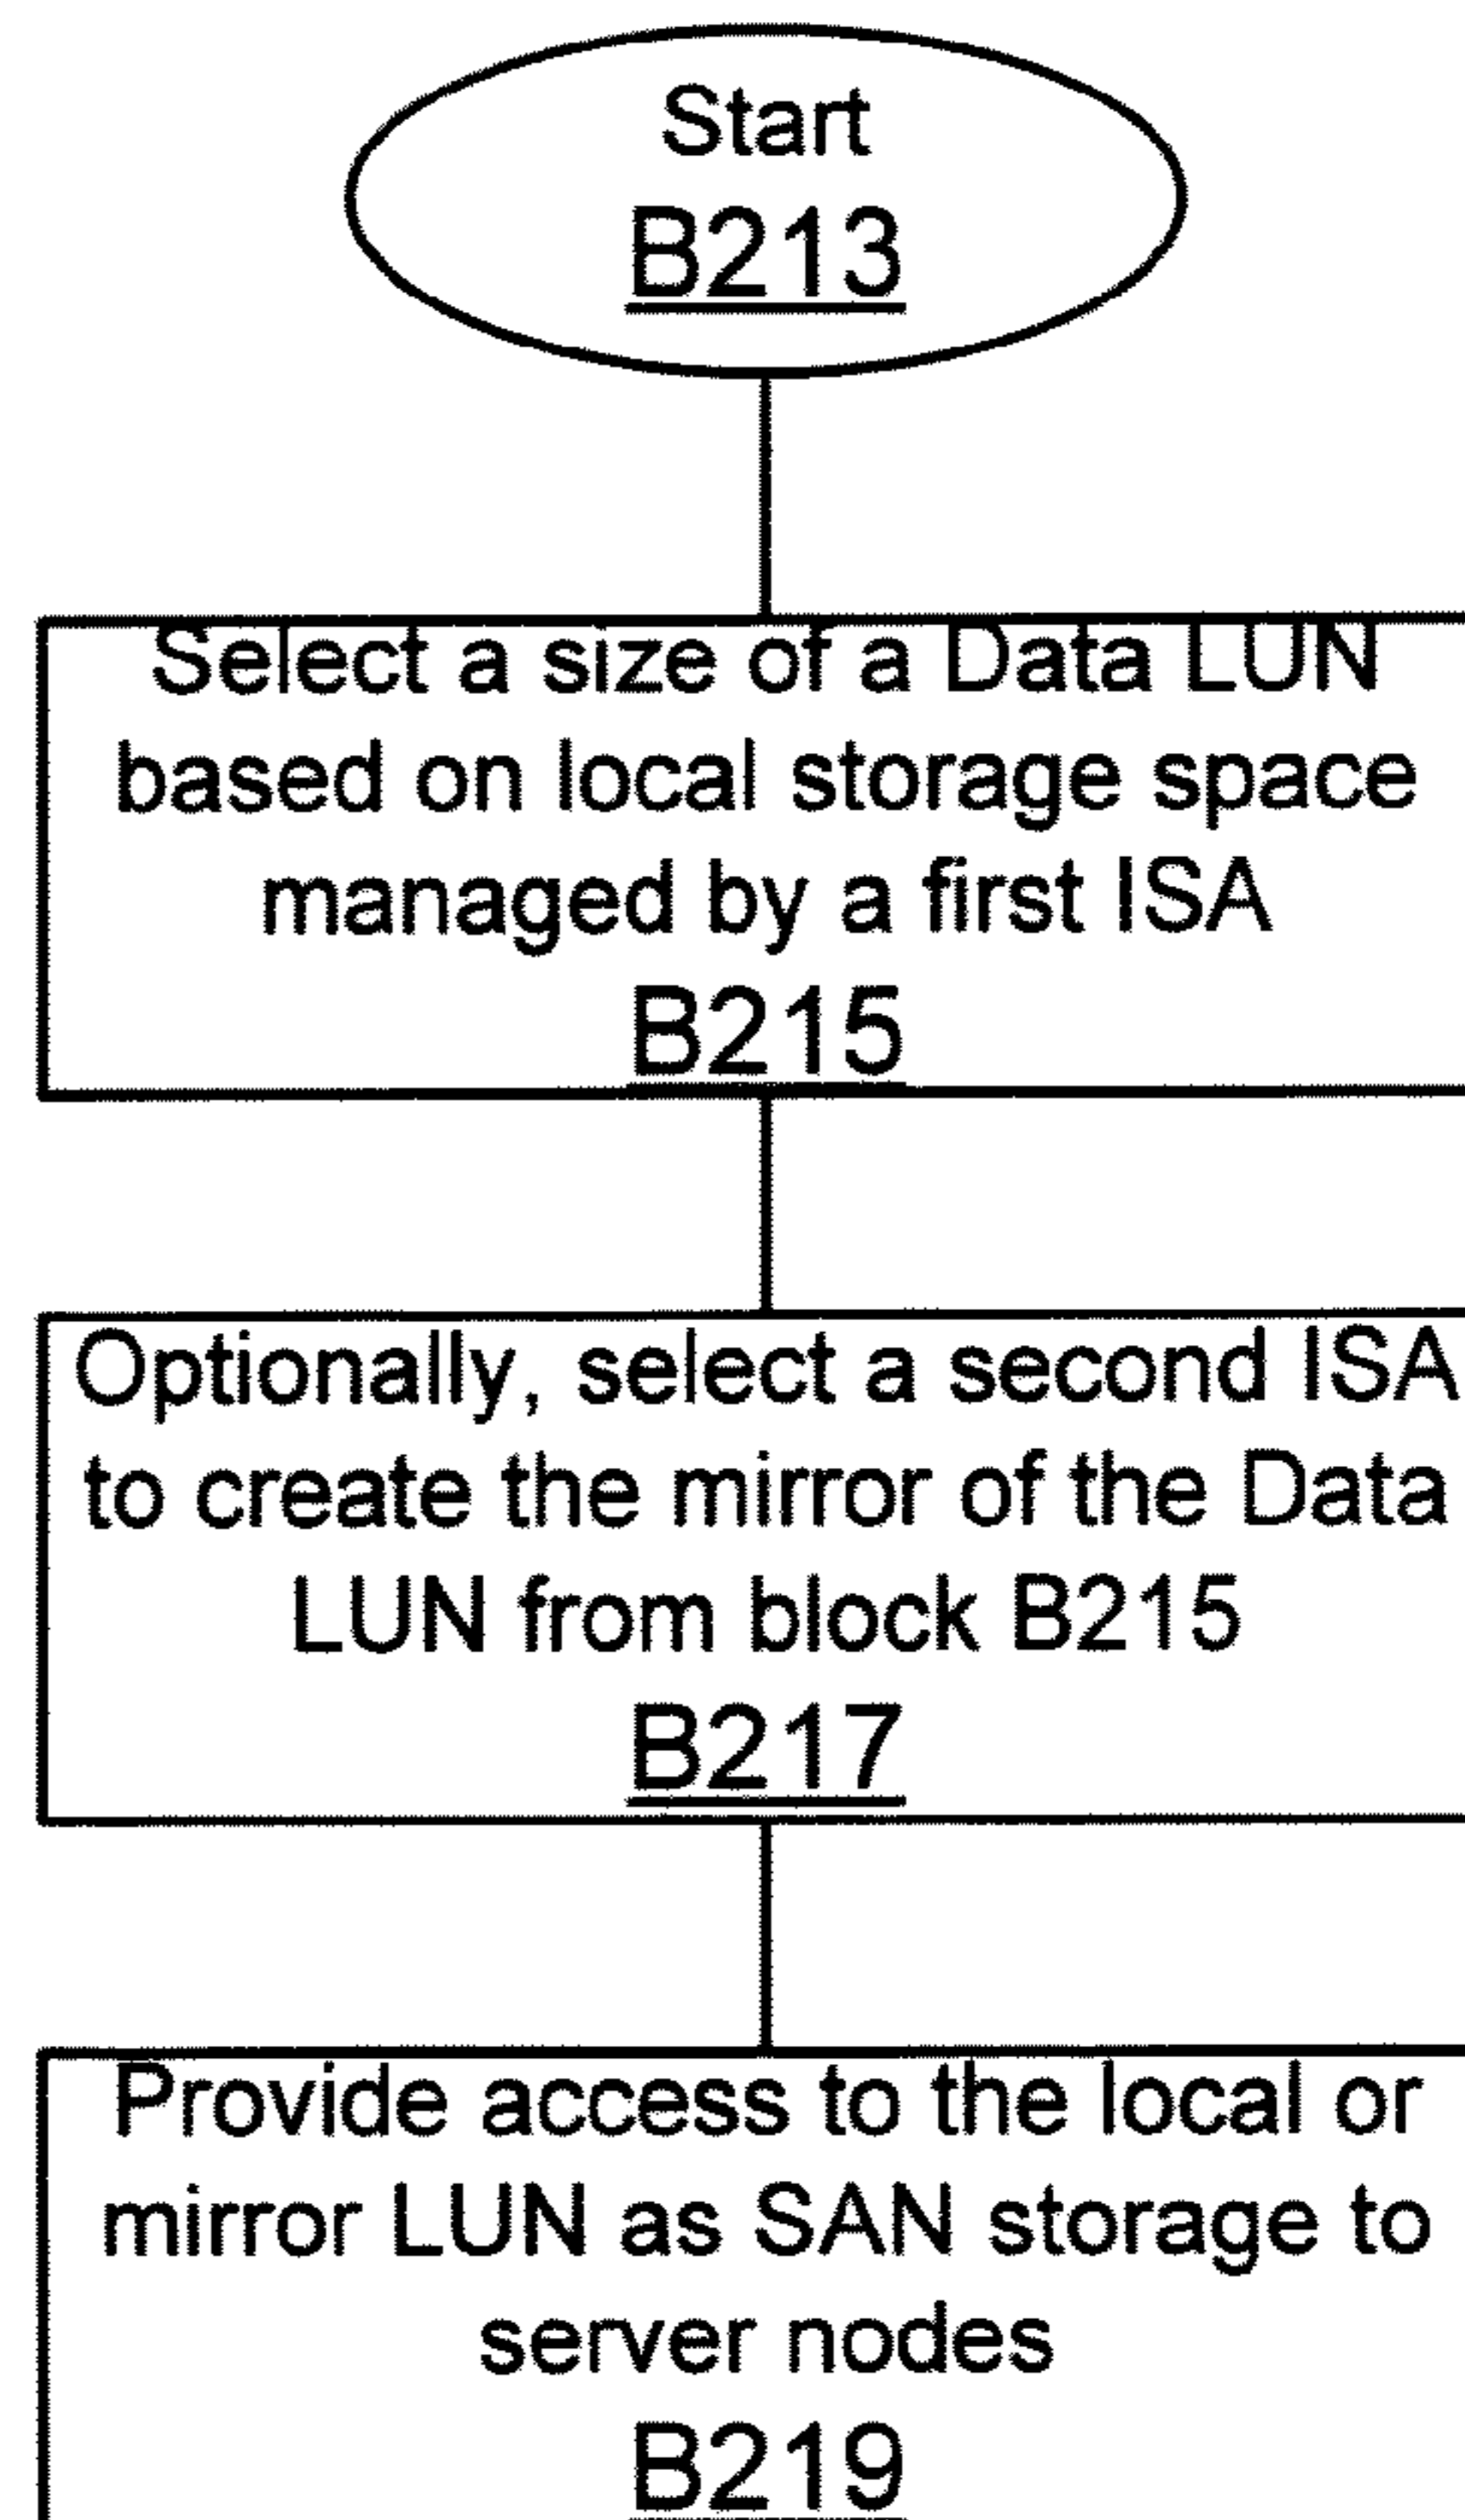 Start
B213
Select a size of a Data LUN
based on local storage space
managed by a first ISA
B215
Optionally, select a second ISA
to create the mirror of the Data
LUN from block B215
B217
Provide access to the local or
mirror LUN as SAN storage to
server nodes
B219